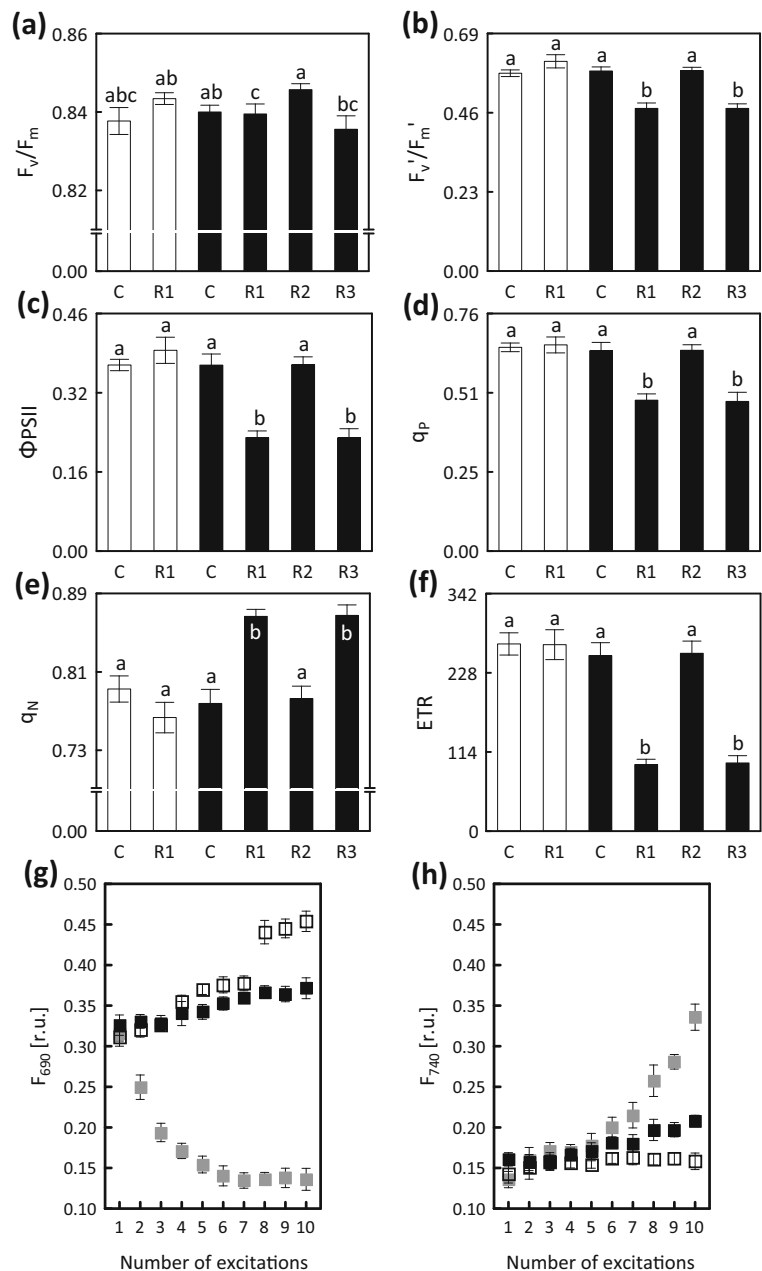 (a)
0.86
0.84
0.82
0.00
Fv/Fm
abc ab ab c a bc
C R1 C R1 R2 R3
(b)
0.69
0.46
0.23
0.00
Fv'/Fm'
a a a b a b
C R1 C R1 R2 R3
(c)
0.46
0.32
0.16
0.00
ΦPSII
a a a b a b
C R1 C R1 R2 R3
(d)
0.76
0.51
0.25
0.00
qP
a a a b a b
C R1 C R1 R2 R3
(e)
0.89
0.81
0.73
0.00
qN
a a a b a b
C R1 C R1 R2 R3
(f)
342
228
114
0
ETR
a a a b a b
C R1 C R1 R2 R3
(g)
0.50
0.45
0.40
0.35
0.30
0.25
0.20
0.15
0.10
F690 [r.u.]
1 2 3 4 5 6 7 8 9 10
Number of excitations
(h)
0.50
0.45
0.40
0.35
0.30
0.25
0.20
0.15
0.10
F740 [r.u.]
1 2 3 4 5 6 7 8 9 10
Number of excitations